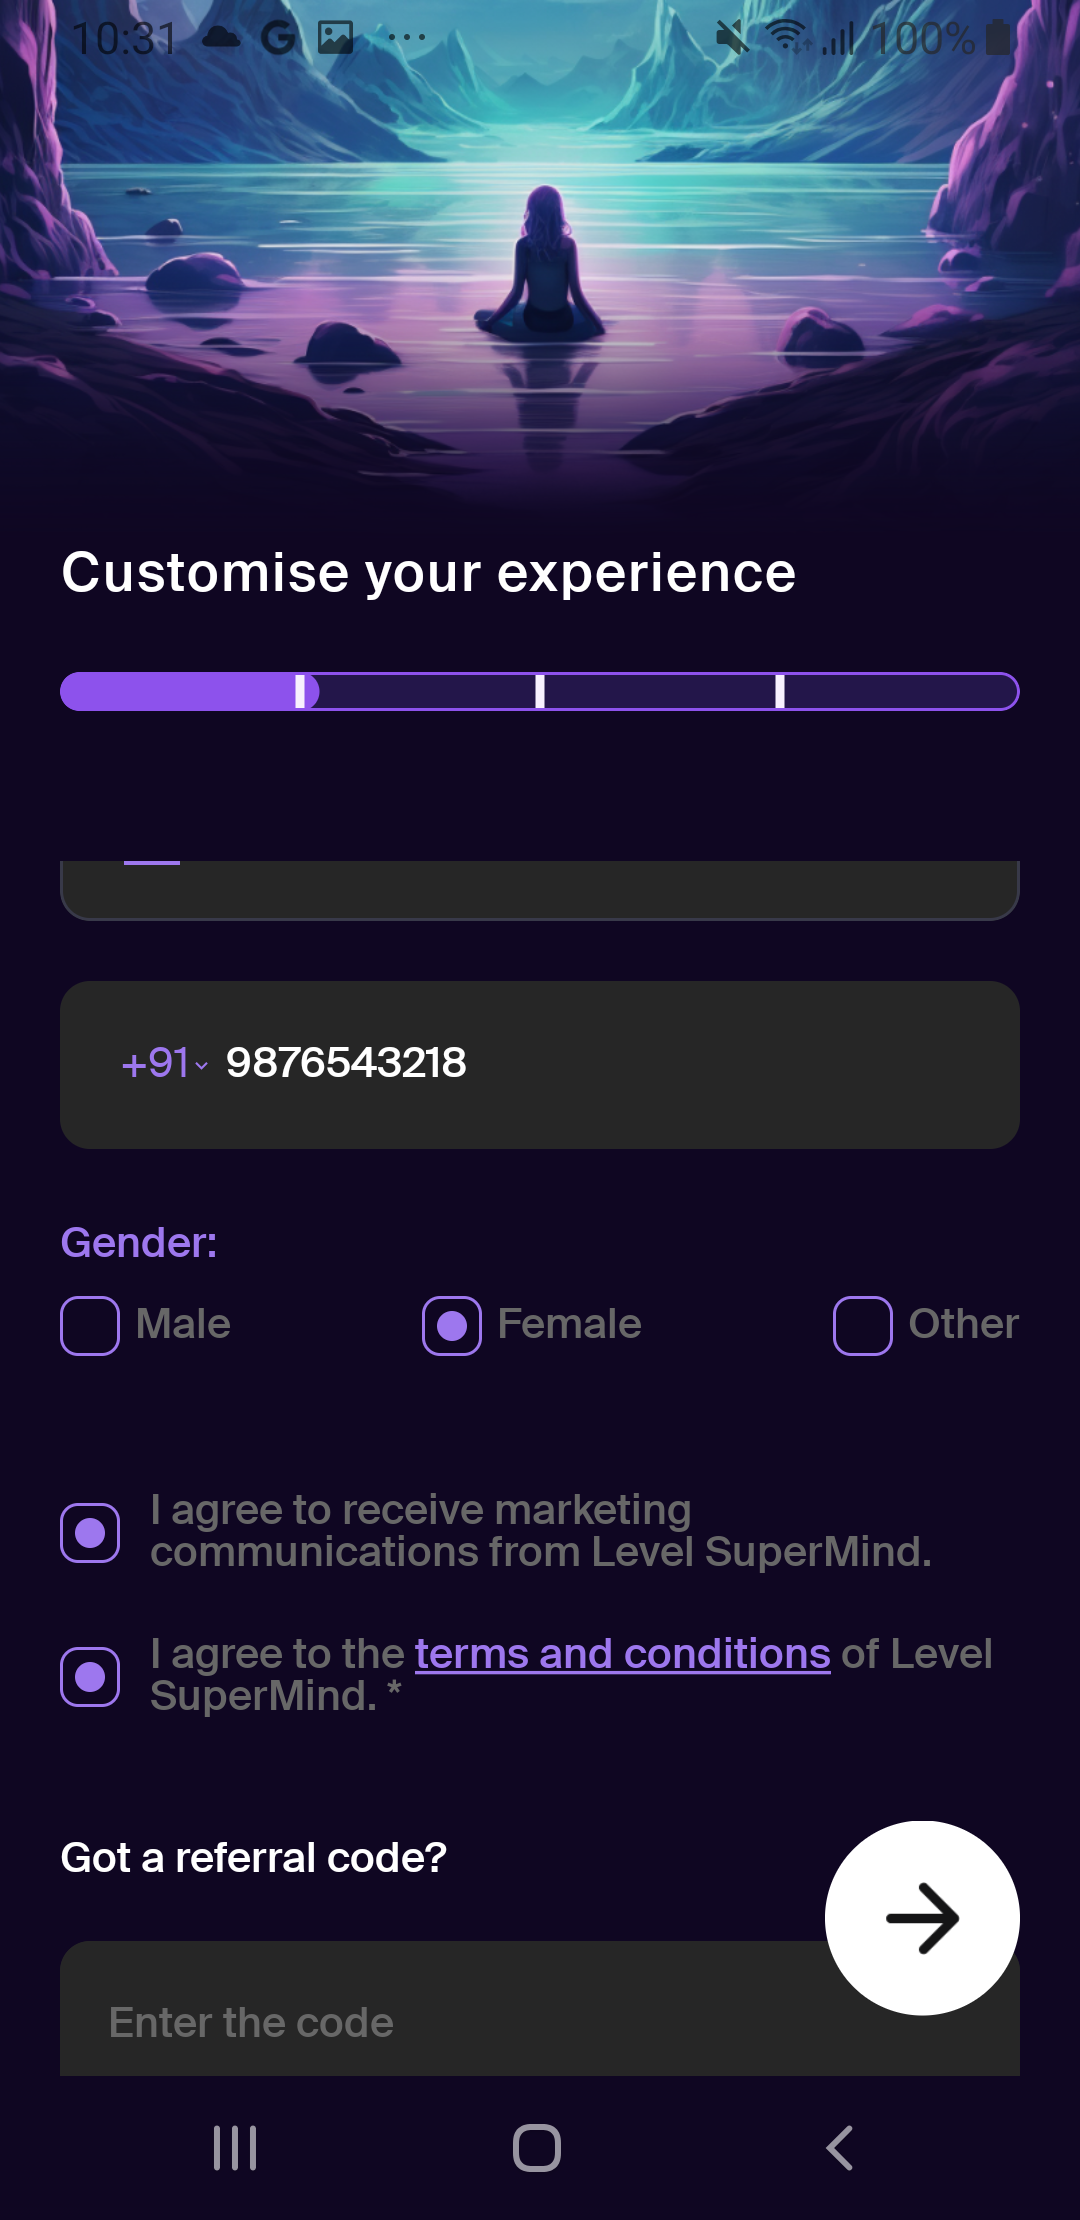 10:31
100%
Customise your experience
+91 9876543218
Gender:
Male Female Other
I agree to receive marketing
communications from Level SuperMind.
I agree to the terms and conditions of Level
SuperMind. *
Got a referral code?
Enter the code